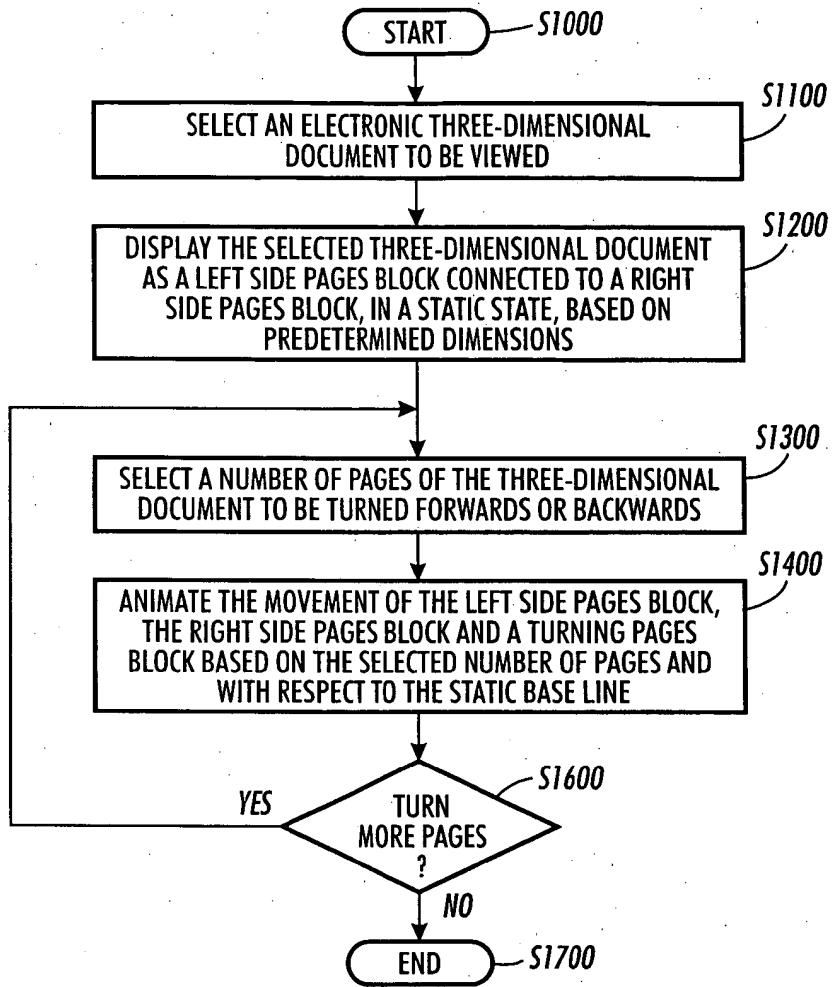 START
S1000
S1100
SELECT AN ELECTRONIC THREE-DIMENSIONAL
DOCUMENT TO BE VIEWED
S1200
DISPLAY THE SELECTED THREE-DIMENSIONAL DOCUMENT
AS A LEFT SIDE PAGES BLOCK CONNECTED TO A RIGHT
SIDE PAGES BLOCK, IN A STATIC STATE, BASED ON
PREDETERMINED DIMENSIONS
S1300
SELECT A NUMBER OF PAGES OF THE THREE-DIMENSIONAL
DOCUMENT TO BE TURNED FORWARDS OR BACKWARDS
S1400
ANIMATE THE MOVEMENT OF THE LEFT SIDE PAGES BLOCK,
THE RIGHT SIDE PAGES BLOCK AND A TURNING PAGES
BLOCK BASED ON THE SELECTED NUMBER OF PAGES AND
WITH RESPECT TO THE STATIC BASE LINE
S1600
YES
TURN
MORE PAGES
?
NO
END
S1700